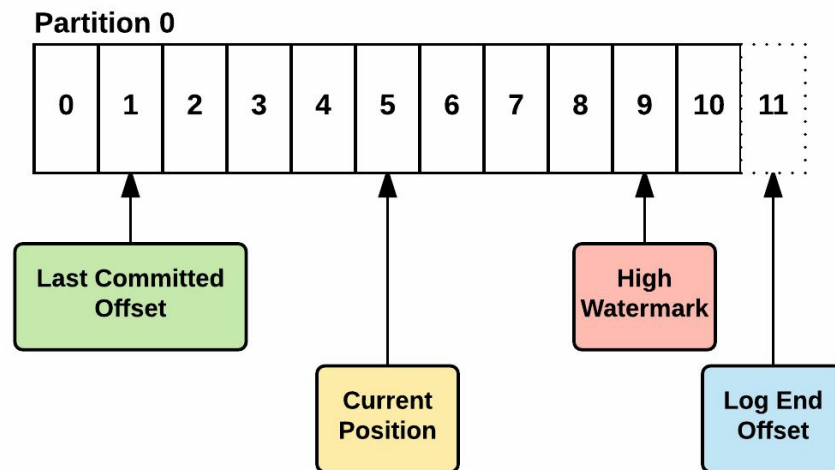 Partition 0
0 1 2 3 4 5 6 7 8 9 10 11
Last Committed
Offset
High
Watermark
Current
Position
Log End
Offset